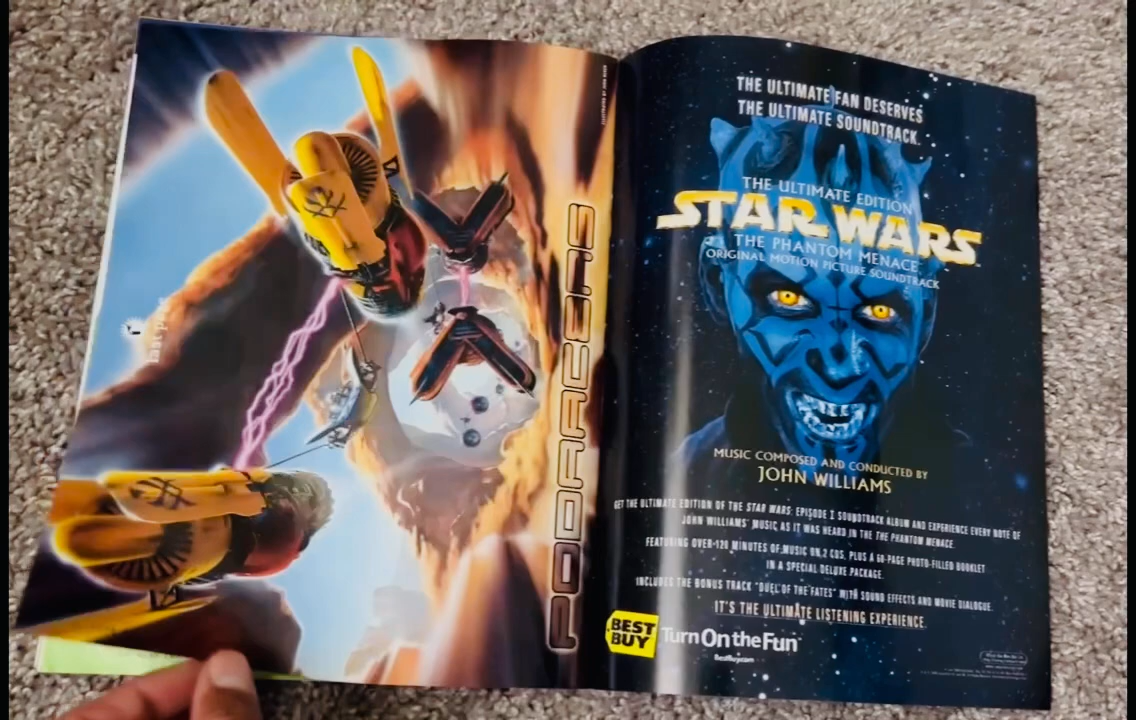 last page
PODRACERS
THE ULTIMATE FAN DESERVES
THE ULTIMATE SOUNDTRACK.
THE ULTIMATE EDITION
STAR WARS
THE PHANTOM MENACE
ORIGINAL MOTION PICTURE SOUNDTRACK
MUSIC COMPOSED AND CONDUCTED BY
JOHN WILLIAMS
GET THE ULTIMATE EDITION OF THE STAR WARS: EPISODE I SOUNDTRACK ALBUM AND EXPERIENCE EVERY NOTE OF
JOHN WILLIAMS' MUSIC AS IT WAS HEARD IN THE THE PHANTOM MENACE.
FEATURING OVER 120 MINUTES OF MUSIC ON 2 CDS, PLUS A 60-PAGE PHOTO-FILLED BOOKLET
IN A SPECIAL DELUXE PACKAGE.
INCLUDES THE BONUS TRACK "DUEL OF THE FATES" WITH SOUND EFFECTS AND MOVIE DIALOGUE.
IT'S THE ULTIMATE LISTENING EXPERIENCE.
BEST
BUY
Turn On the Fun
BestBuy.com